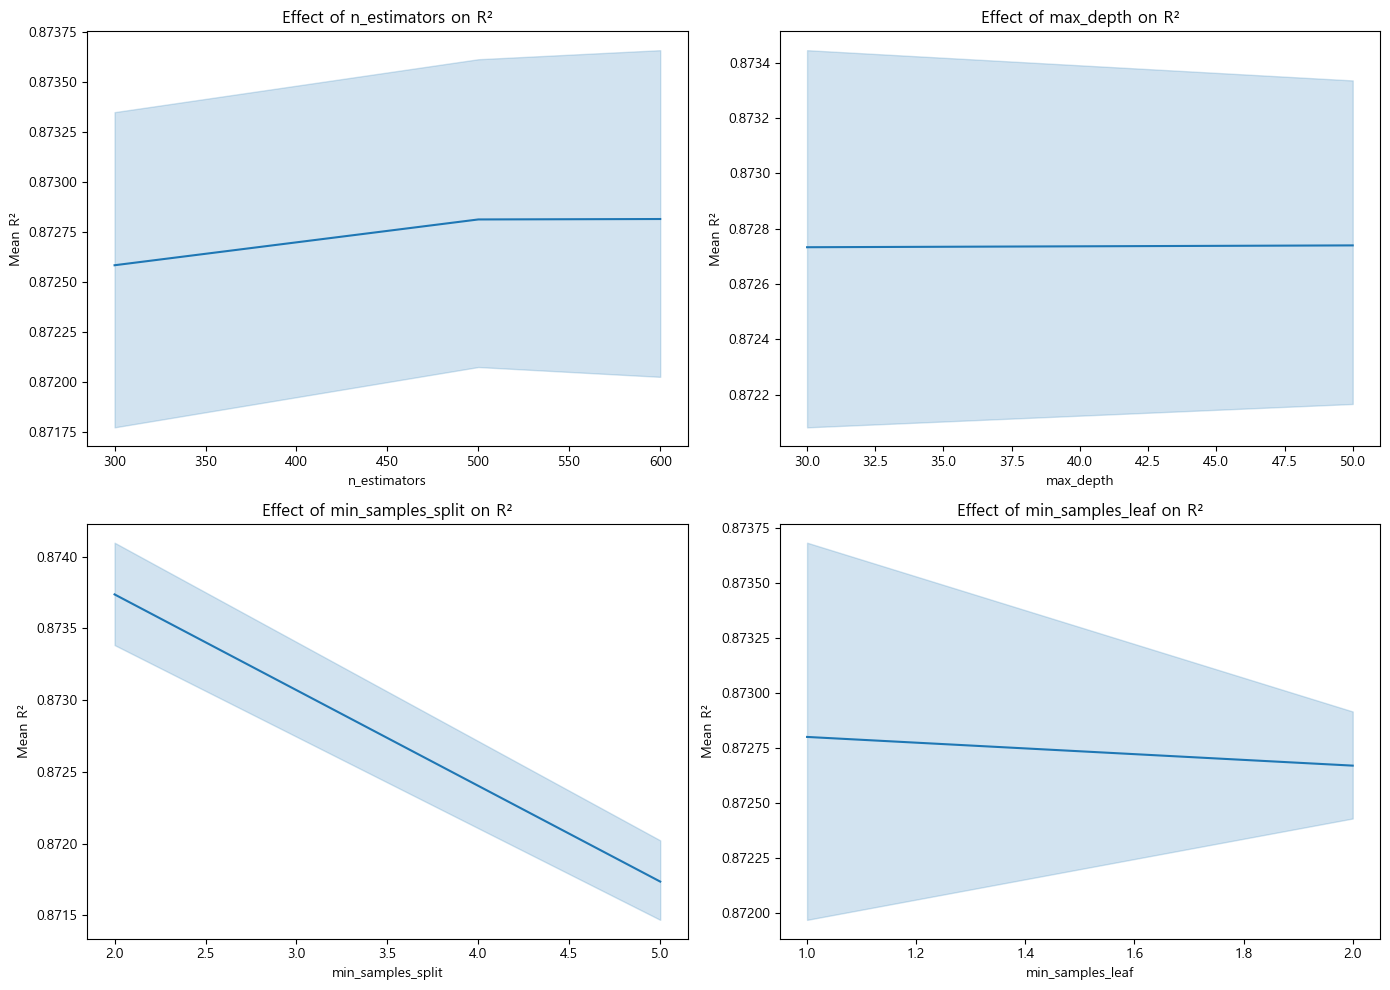 Effect of n_estimators on R²
0.87375
0.87350
0.87325
0.87300
0.87275
0.87250
0.87225
0.87200
0.87175
Mean R²
300 350 400 450 500 550 600
n_estimators
Effect of max_depth on R²
0.8734
0.8732
0.8730
0.8728
0.8726
0.8724
0.8722
Mean R²
30.0 32.5 35.0 37.5 40.0 42.5 45.0 47.5 50.0
max_depth
Effect of min_samples_split on R²
0.8740
0.8735
0.8730
0.8725
0.8720
0.8715
Mean R²
2.0 2.5 3.0 3.5 4.0 4.5 5.0
min_samples_split
Effect of min_samples_leaf on R²
0.87375
0.87350
0.87325
0.87300
0.87275
0.87250
0.87225
0.87200
Mean R²
1.0 1.2 1.4 1.6 1.8 2.0
min_samples_leaf